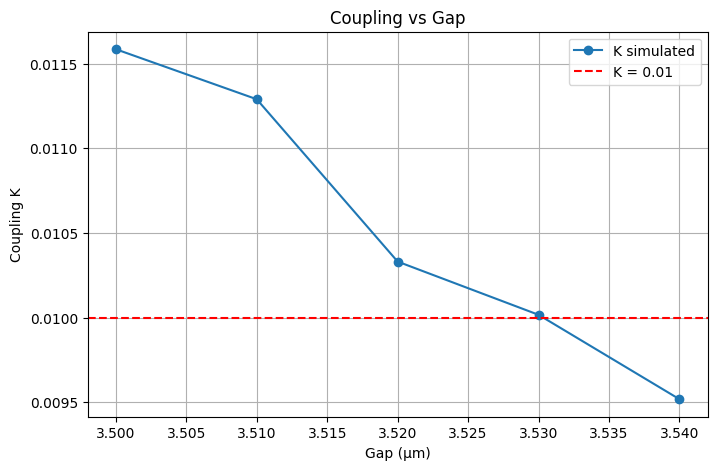 Coupling vs Gap
K simulated
K = 0.01
Coupling K
0.0115
0.0110
0.0105
0.0100
0.0095
3.500 3.505 3.510 3.515 3.520 3.525 3.530 3.535 3.540
Gap (μm)